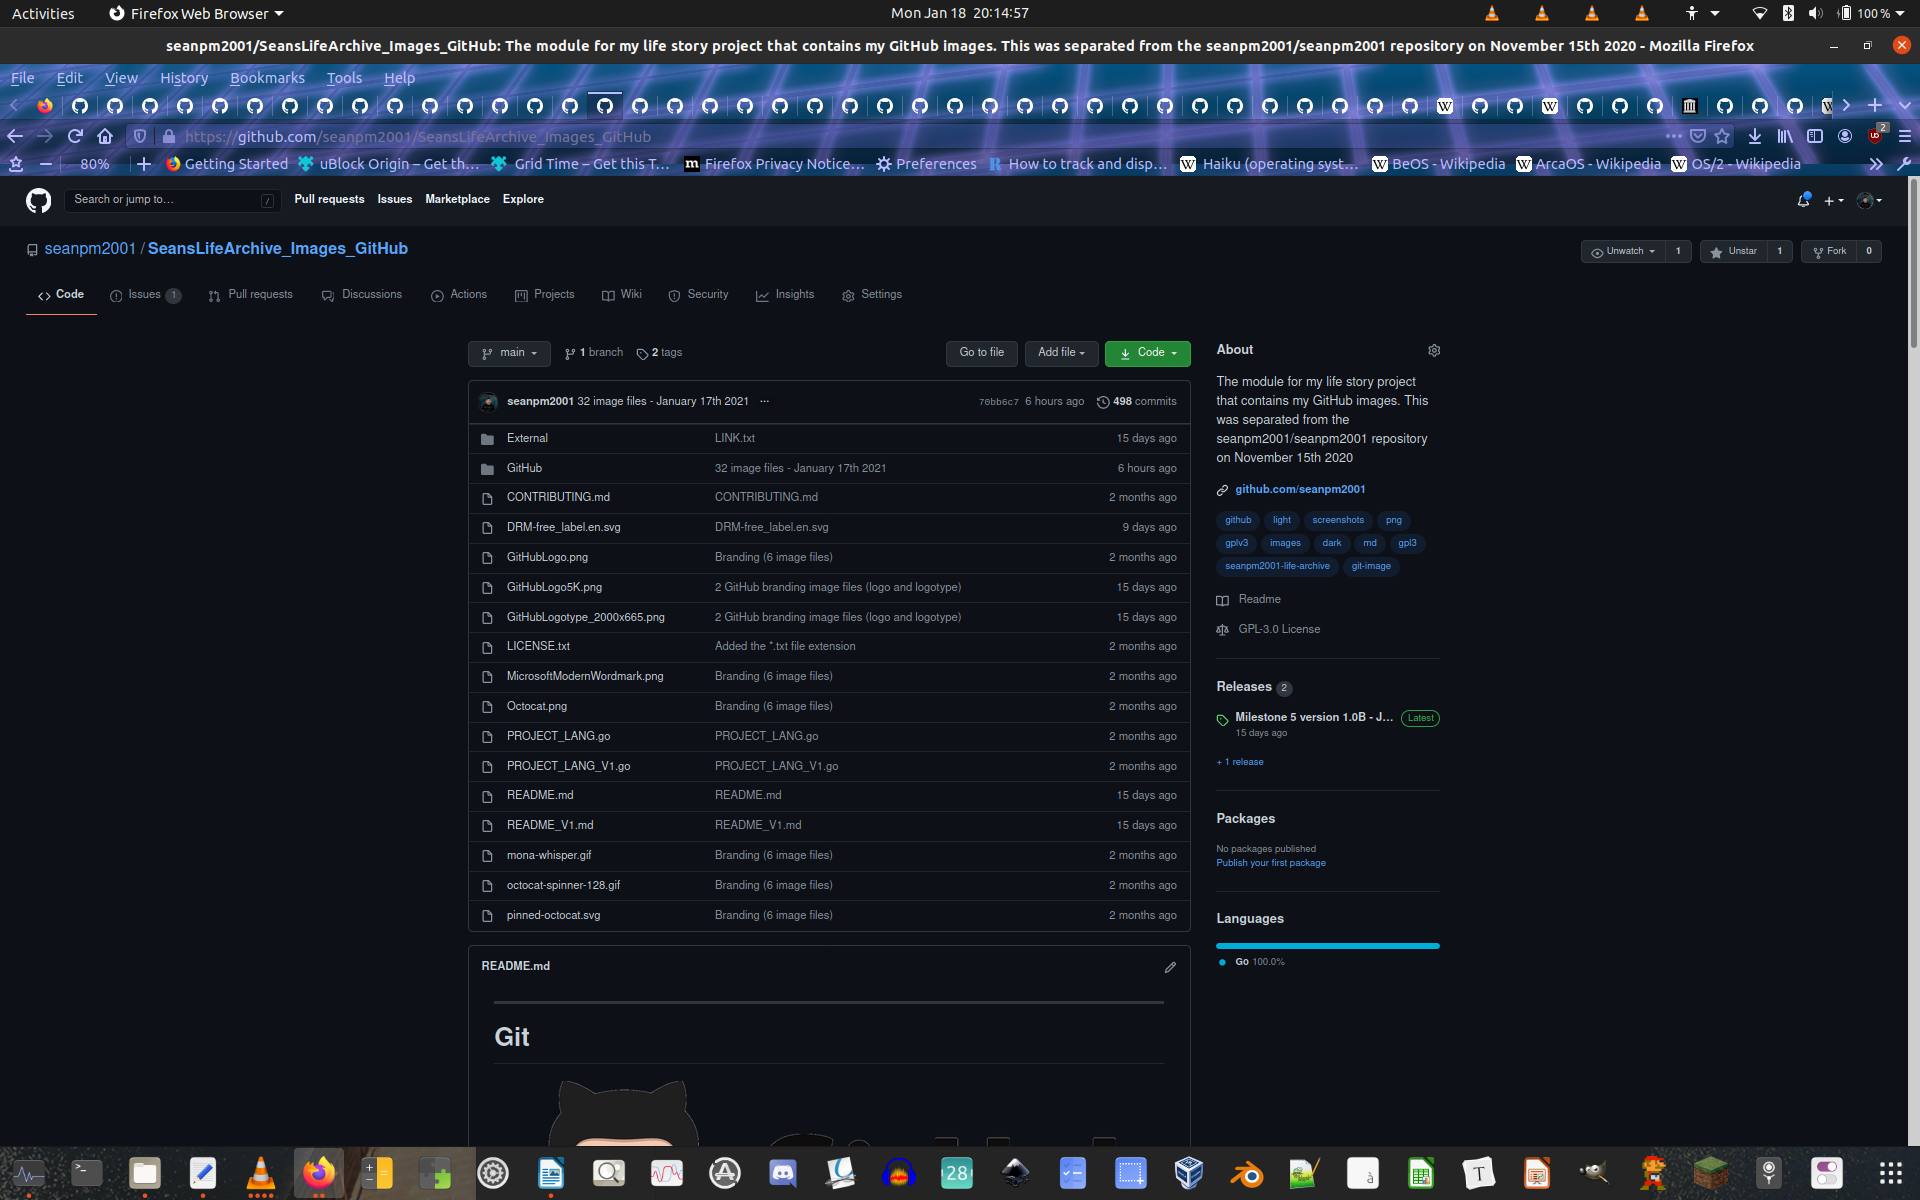 Activities
Firefox Web Browser
Mon Jan 18 20:14:57
100 %
seanpm2001/SeansLifeArchive_Images_GitHub: The module for my life story project that contains my GitHub images. This was separated from the seanpm2001/seanpm2001 repository on November 15th 2020 - Mozilla Firefox
File Edit View History Bookmarks Tools Help
https://github.com/seanpm2001/SeansLifeArchive_Images_GitHub
2
80%
Getting Started
uBlock Origin – Get th…
Grid Time – Get this T…
Firefox Privacy Notice…
Preferences
How to track and disp…
Haiku (operating syst…
BeOS - Wikipedia
ArcaOS - Wikipedia
OS/2 - Wikipedia
Search or jump to…
/
Pull requests Issues Marketplace Explore
seanpm2001 / SeansLifeArchive_Images_GitHub
Unwatch 1
Unstar 1
Fork 0
Code
Issues 1
Pull requests
Discussions
Actions
Projects
Wiki
Security
Insights
Settings
main
1 branch
2 tags
Go to file
Add file
Code
seanpm2001 32 image files - January 17th 2021 ...
70bb6c7 6 hours ago
498 commits
External LINK.txt 15 days ago
GitHub 32 image files - January 17th 2021 6 hours ago
CONTRIBUTING.md CONTRIBUTING.md 2 months ago
DRM-free_label.en.svg DRM-free_label.en.svg 9 days ago
GitHubLogo.png Branding (6 image files) 2 months ago
GitHubLogo5K.png 2 GitHub branding image files (logo and logotype) 15 days ago
GitHubLogotype_2000x665.png 2 GitHub branding image files (logo and logotype) 15 days ago
LICENSE.txt Added the *.txt file extension 2 months ago
MicrosoftModernWordmark.png Branding (6 image files) 2 months ago
Octocat.png Branding (6 image files) 2 months ago
PROJECT_LANG.go PROJECT_LANG.go 2 months ago
PROJECT_LANG_V1.go PROJECT_LANG_V1.go 2 months ago
README.md README.md 15 days ago
README_V1.md README_V1.md 15 days ago
mona-whisper.gif Branding (6 image files) 2 months ago
octocat-spinner-128.gif Branding (6 image files) 2 months ago
pinned-octocat.svg Branding (6 image files) 2 months ago
README.md
Git
About
The module for my life story project
that contains my GitHub images. This
was separated from the
seanpm2001/seanpm2001 repository
on November 15th 2020
github.com/seanpm2001
github light screenshots png
gplv3 images dark md gpl3
seanpm2001-life-archive git-image
Readme
GPL-3.0 License
Releases 2
Milestone 5 version 1.0B - J… Latest
15 days ago
+ 1 release
Packages
No packages published
Publish your first package
Languages
Go 100.0%
28